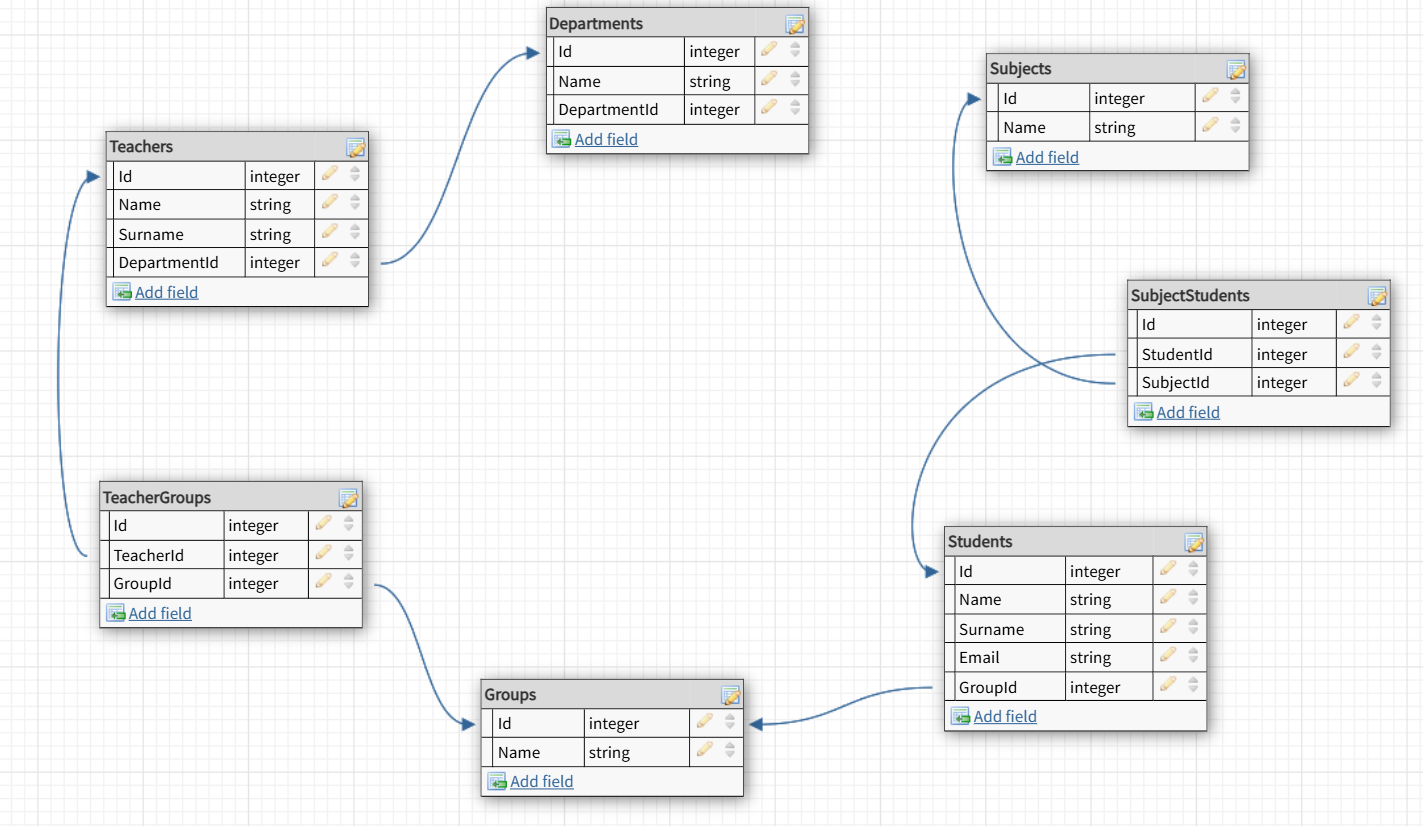 Departments
Id integer
Name string
DepartmentId integer
Add field
Subjects
Id integer
Name string
Add field
Teachers
Id integer
Name string
Surname string
DepartmentId integer
Add field
SubjectStudents
Id integer
StudentId integer
SubjectId integer
Add field
TeacherGroups
Id integer
TeacherId integer
GroupId integer
Add field
Students
Id integer
Name string
Surname string
Email string
GroupId integer
Add field
Groups
Id integer
Name string
Add field